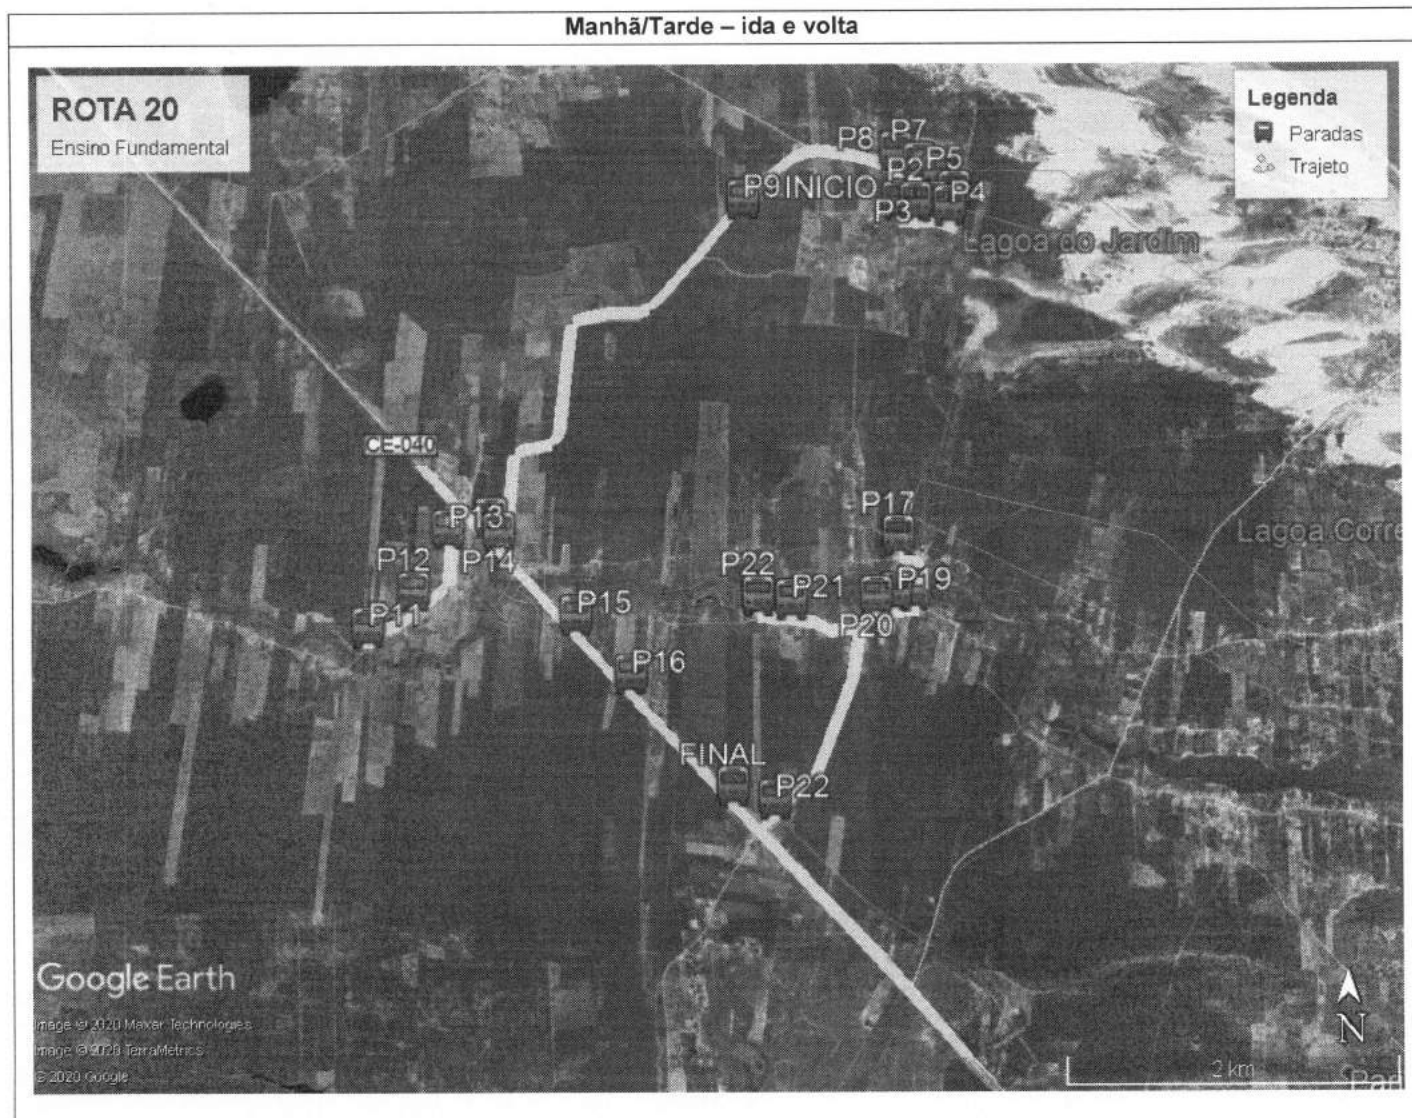 Manhã/Tarde – ida e volta
ROTA 20
Ensino Fundamental
Legenda
Paradas
Trajeto
P8
P7
P2
P5
P9
INICIO
P3
P4
Lagoa do Jardim
CE-040
P13
P14
P12
P11
P15
P16
P17
P22
P21
P19
P20
Lagoa Corre
FINAL
P22
Google Earth
Image © 2020 Maxar Technologies
Image © 2020 TerraMetrics
© 2020 Google
N
2 km